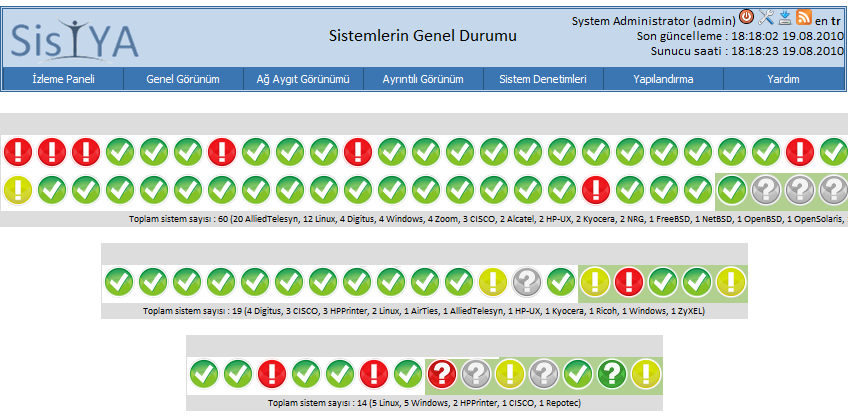 SisIYA
Sistemlerin Genel Durumu
System Administrator (admin) en tr
Son güncelleme : 18:18:02 19.08.2010
Sunucu saati : 18:18:23 19.08.2010
İzleme Paneli Genel Görünüm Ağ Aygıt Görünümü Ayrıntılı Görünüm Sistem Denetimleri Yapılandırma Yardım
Toplam sistem sayısı : 60 (20 AlliedTelesyn, 12 Linux, 4 Digitus, 4 Windows, 4 Zoom, 3 CISCO, 2 Alcatel, 2 HP-UX, 2 Kyocera, 2 NRG, 1 FreeBSD, 1 NetBSD, 1 OpenBSD, 1 OpenSolaris,
Toplam sistem sayısı : 19 (4 Digitus, 3 CISCO, 3 HPPrinter, 2 Linux, 1 AirTies, 1 AlliedTelesyn, 1 HP-UX, 1 Kyocera, 1 Ricoh, 1 Windows, 1 ZyXEL)
Toplam sistem sayısı : 14 (5 Linux, 5 Windows, 2 HPPrinter, 1 CISCO, 1 Repotec)